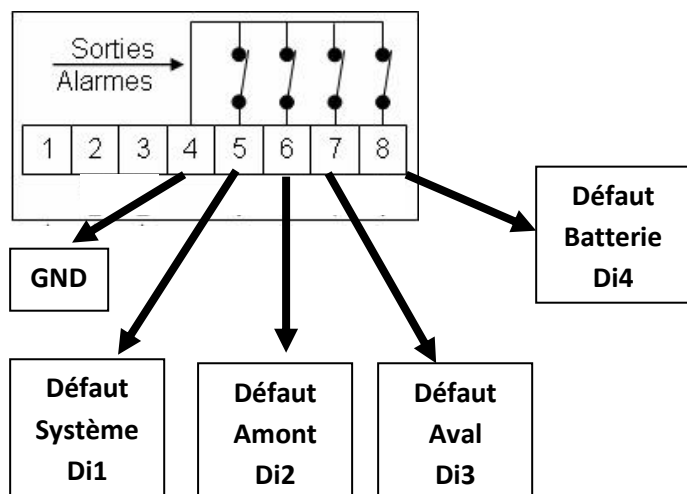 Sorties
Alarmes
1 2 3 4 5 6 7 8
Défaut
Batterie
Di4
GND
Défaut
Système
Di1
Défaut
Amont
Di2
Défaut
Aval
Di3